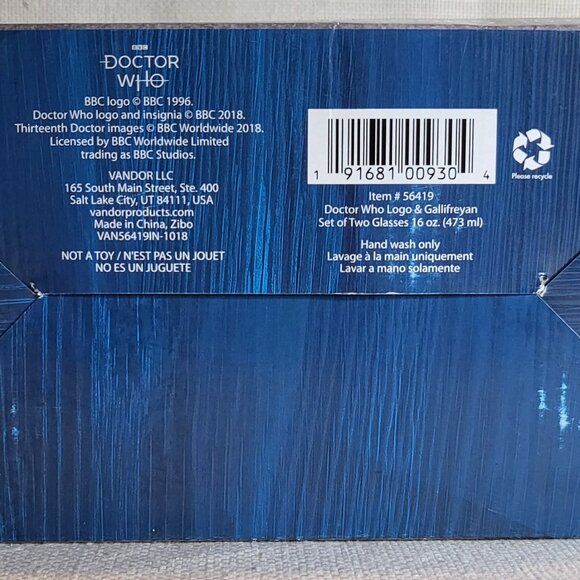 BBC
DOCTOR
WHO
BBC logo © BBC 1996.
Doctor Who logo and insignia © BBC 2018.
Thirteenth Doctor images © BBC Worldwide 2018.
Licensed by BBC Worldwide Limited
trading as BBC Studios.
VANDOR LLC
165 South Main Street, Ste. 400
Salt Lake City, UT 84111, USA
vandorproducts.com
Made in China, Zibo
VAN56419IN-1018
NOT A TOY / N'EST PAS UN JOUET
NO ES UN JUGUETE
1 91681 00930 4
Item # 56419
Doctor Who Logo & Gallifreyan
Set of Two Glasses 16 oz. (473 ml)
Hand wash only
Lavage à la main uniquement
Lavar a mano solamente
Please recycle